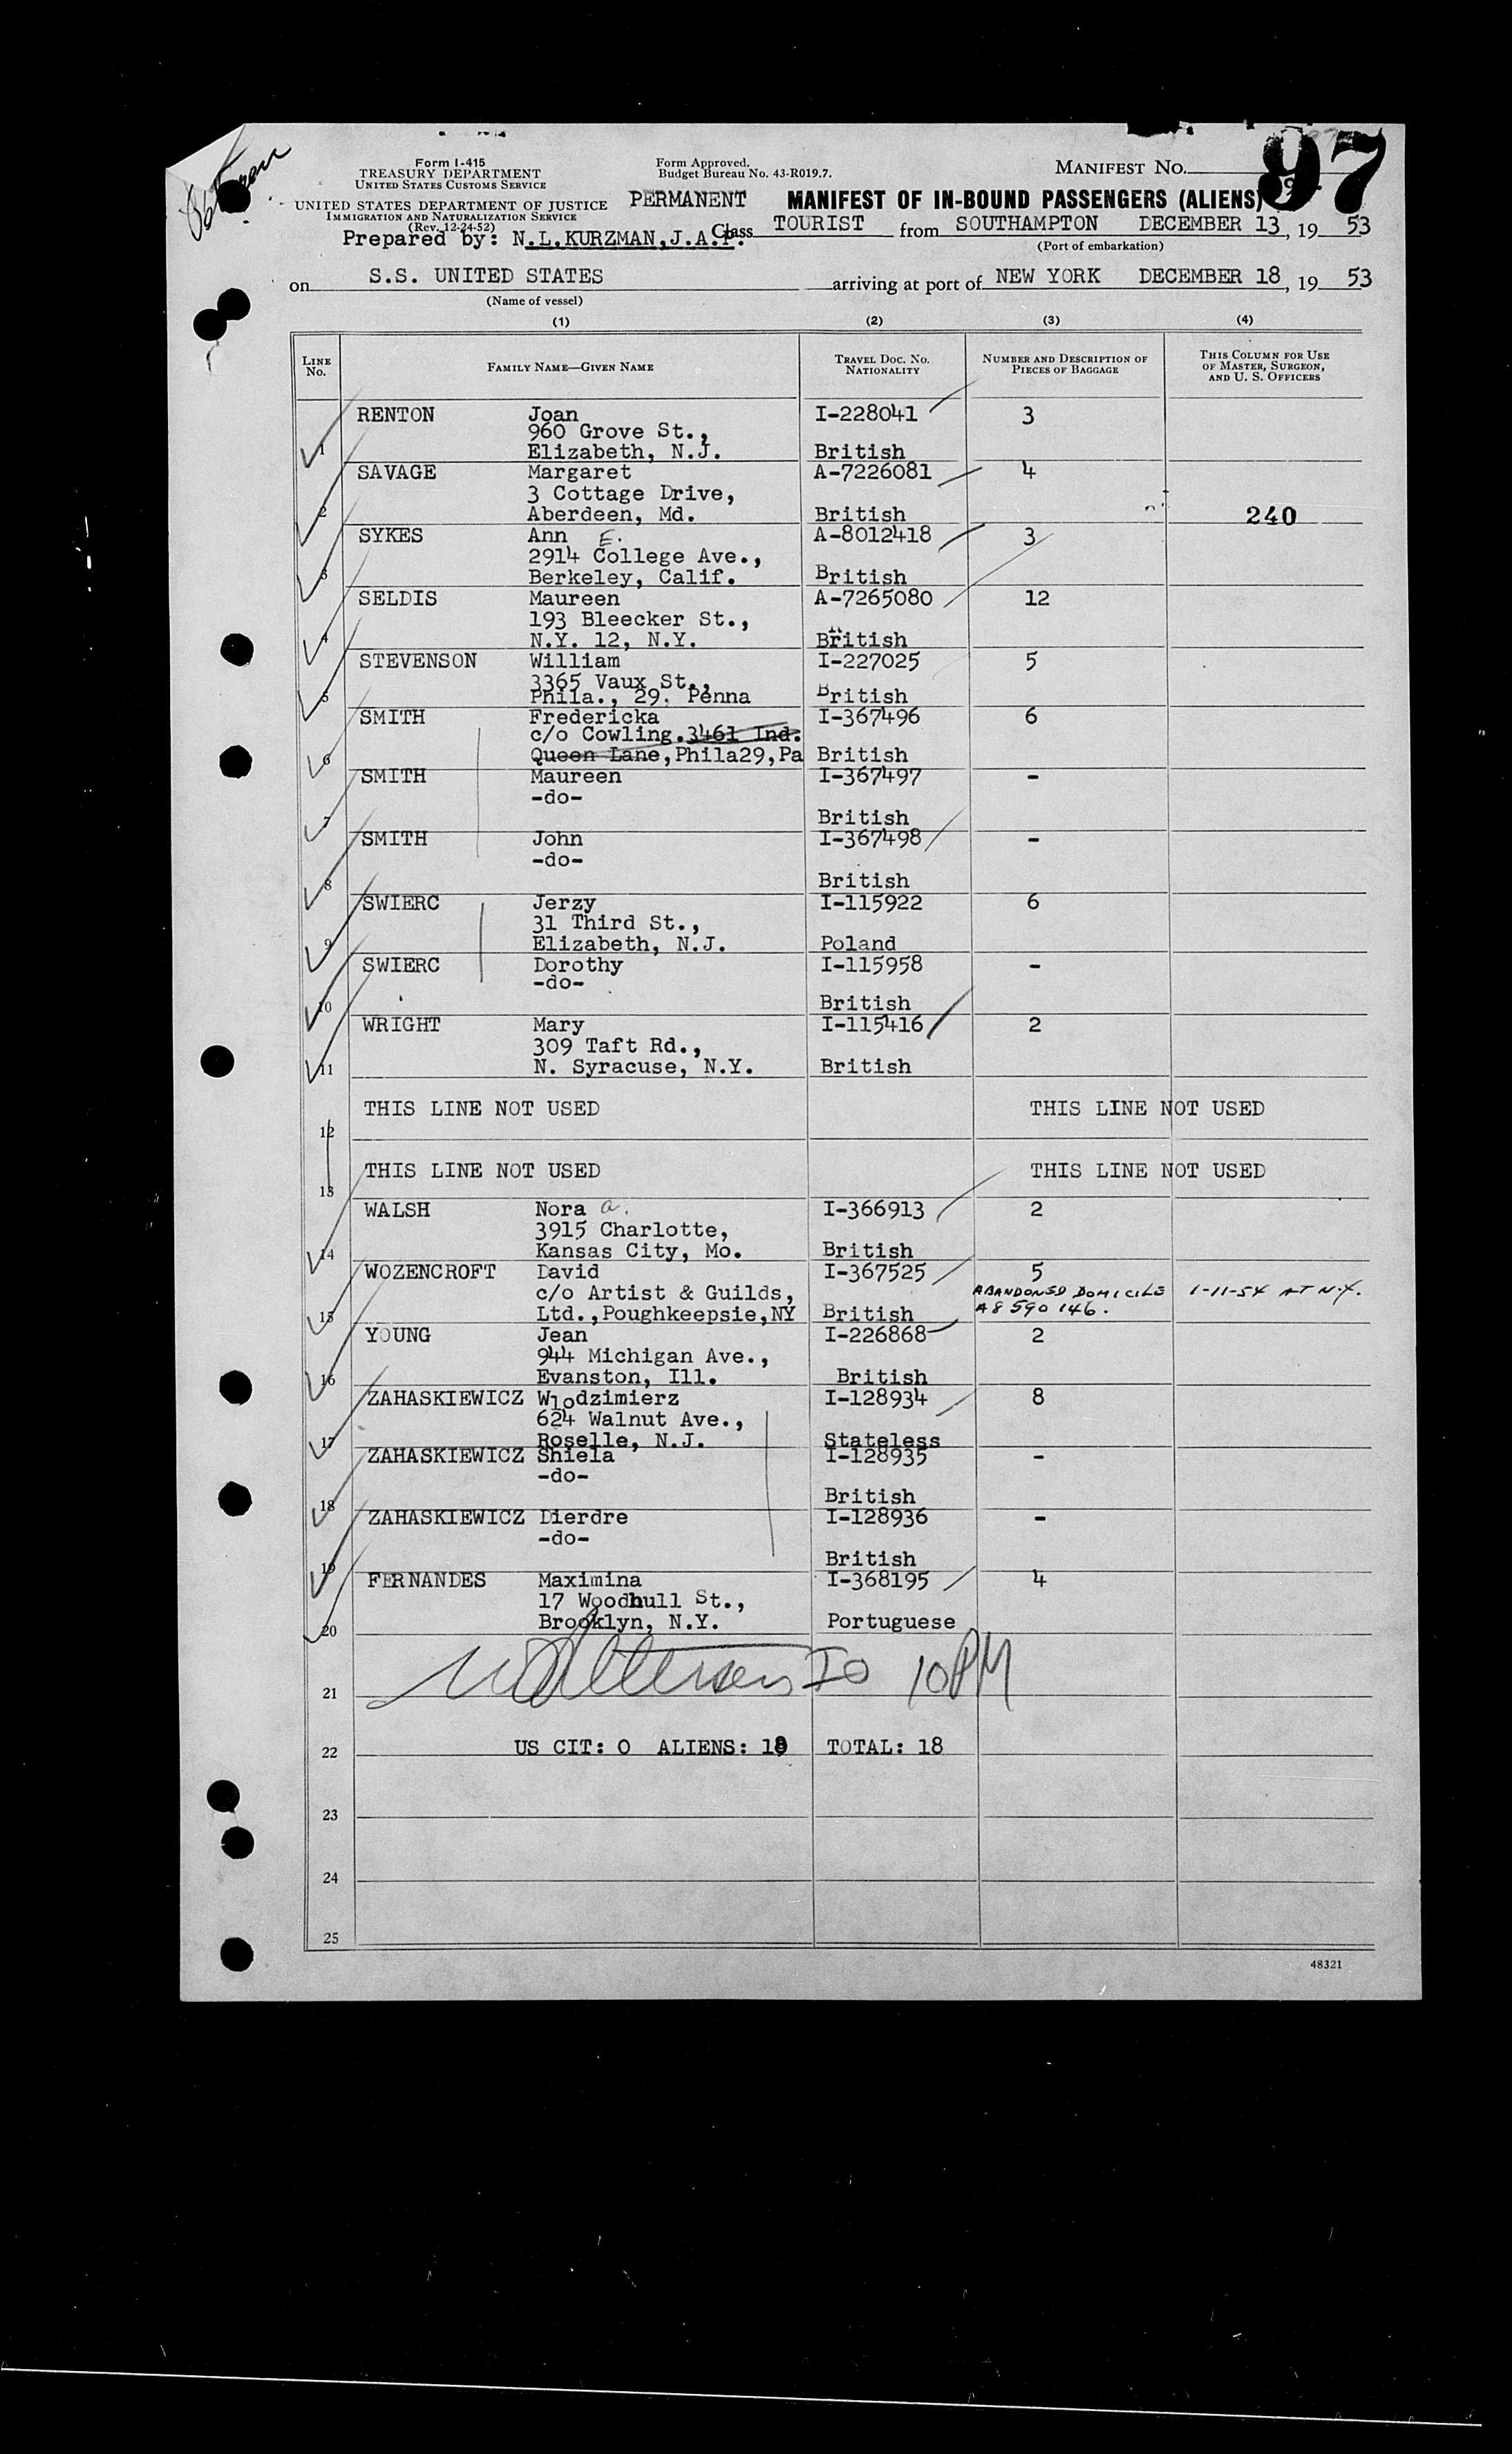 Form I-415
TREASURY DEPARTMENT
UNITED STATES CUSTOMS SERVICE
Form Approved.
Budget Bureau No. 43-R019.7.
MANIFEST NO. 97
UNITED STATES DEPARTMENT OF JUSTICE
IMMIGRATION AND NATURALIZATION SERVICE
(Rev. 12-24-52)
PERMANENT MANIFEST OF IN-BOUND PASSENGERS (ALIENS)
Prepared by: N.L.KURZMAN,J.A.P. Class TOURIST from SOUTHAMPTON DECEMBER 13, 19 53
(Port of embarkation)
on S.S. UNITED STATES arriving at port of NEW YORK DECEMBER 18, 19 53
(Name of vessel)
(1) (2) (3) (4)
LINE No. FAMILY NAME—GIVEN NAME TRAVEL DOC. NO. NATIONALITY NUMBER AND DESCRIPTION OF PIECES OF BAGGAGE THIS COLUMN FOR USE OF MASTER, SURGEON, AND U. S. OFFICERS
RENTON Joan I-228041 3
960 Grove St.,
1 Elizabeth, N.J. British
SAVAGE Margaret A-7226081 4
3 Cottage Drive,
2 Aberdeen, Md. British 240
SYKES Ann E. A-8012418 3
2914 College Ave.,
3 Berkeley, Calif. British
SELDIS Maureen A-7265080 12
193 Bleecker St.,
4 N.Y. 12, N.Y. British
STEVENSON William I-227025 5
3365 Vaux St.,
5 Phila., 29. Penna British
SMITH Fredericka I-367496 6
c/o Cowling.3461 Ind.
6 Queen Lane,Phila29,Pa British
SMITH Maureen I-367497 -
-do-
7 British
SMITH John I-367498 -
-do-
8 British
SWIERC Jerzy I-115922 6
31 Third St.,
9 Elizabeth, N.J. Poland
SWIERC Dorothy I-115958 -
-do-
10 British
WRIGHT Mary I-115416 2
309 Taft Rd.,
11 N. Syracuse, N.Y. British
THIS LINE NOT USED THIS LINE NOT USED
12
THIS LINE NOT USED THIS LINE NOT USED
13
WALSH Nora a. I-366913 2
3915 Charlotte,
14 Kansas City, Mo. British
WOZENCROFT David I-367525 5
c/o Artist & Guilds, ABANDONED DOMICILE 1-11-54 AT N.Y.
15 Ltd.,Poughkeepsie,NY British A8 590 146.
YOUNG Jean I-226868 2
944 Michigan Ave.,
16 Evanston, Ill. British
ZAHASKIEWICZ Wlodzimierz I-128934 8
624 Walnut Ave.,
17 Roselle, N.J. Stateless
ZAHASKIEWICZ Shiela I-128935 -
-do-
18 British
ZAHASKIEWICZ Dierdre I-128936 -
-do-
19 British
FERNANDES Maximina I-368195 4
17 Woodhull St.,
20 Brooklyn, N.Y. Portuguese
21 IO 10PM
22 US CIT: 0 ALIENS: 18 TOTAL: 18
23
24
25
48321